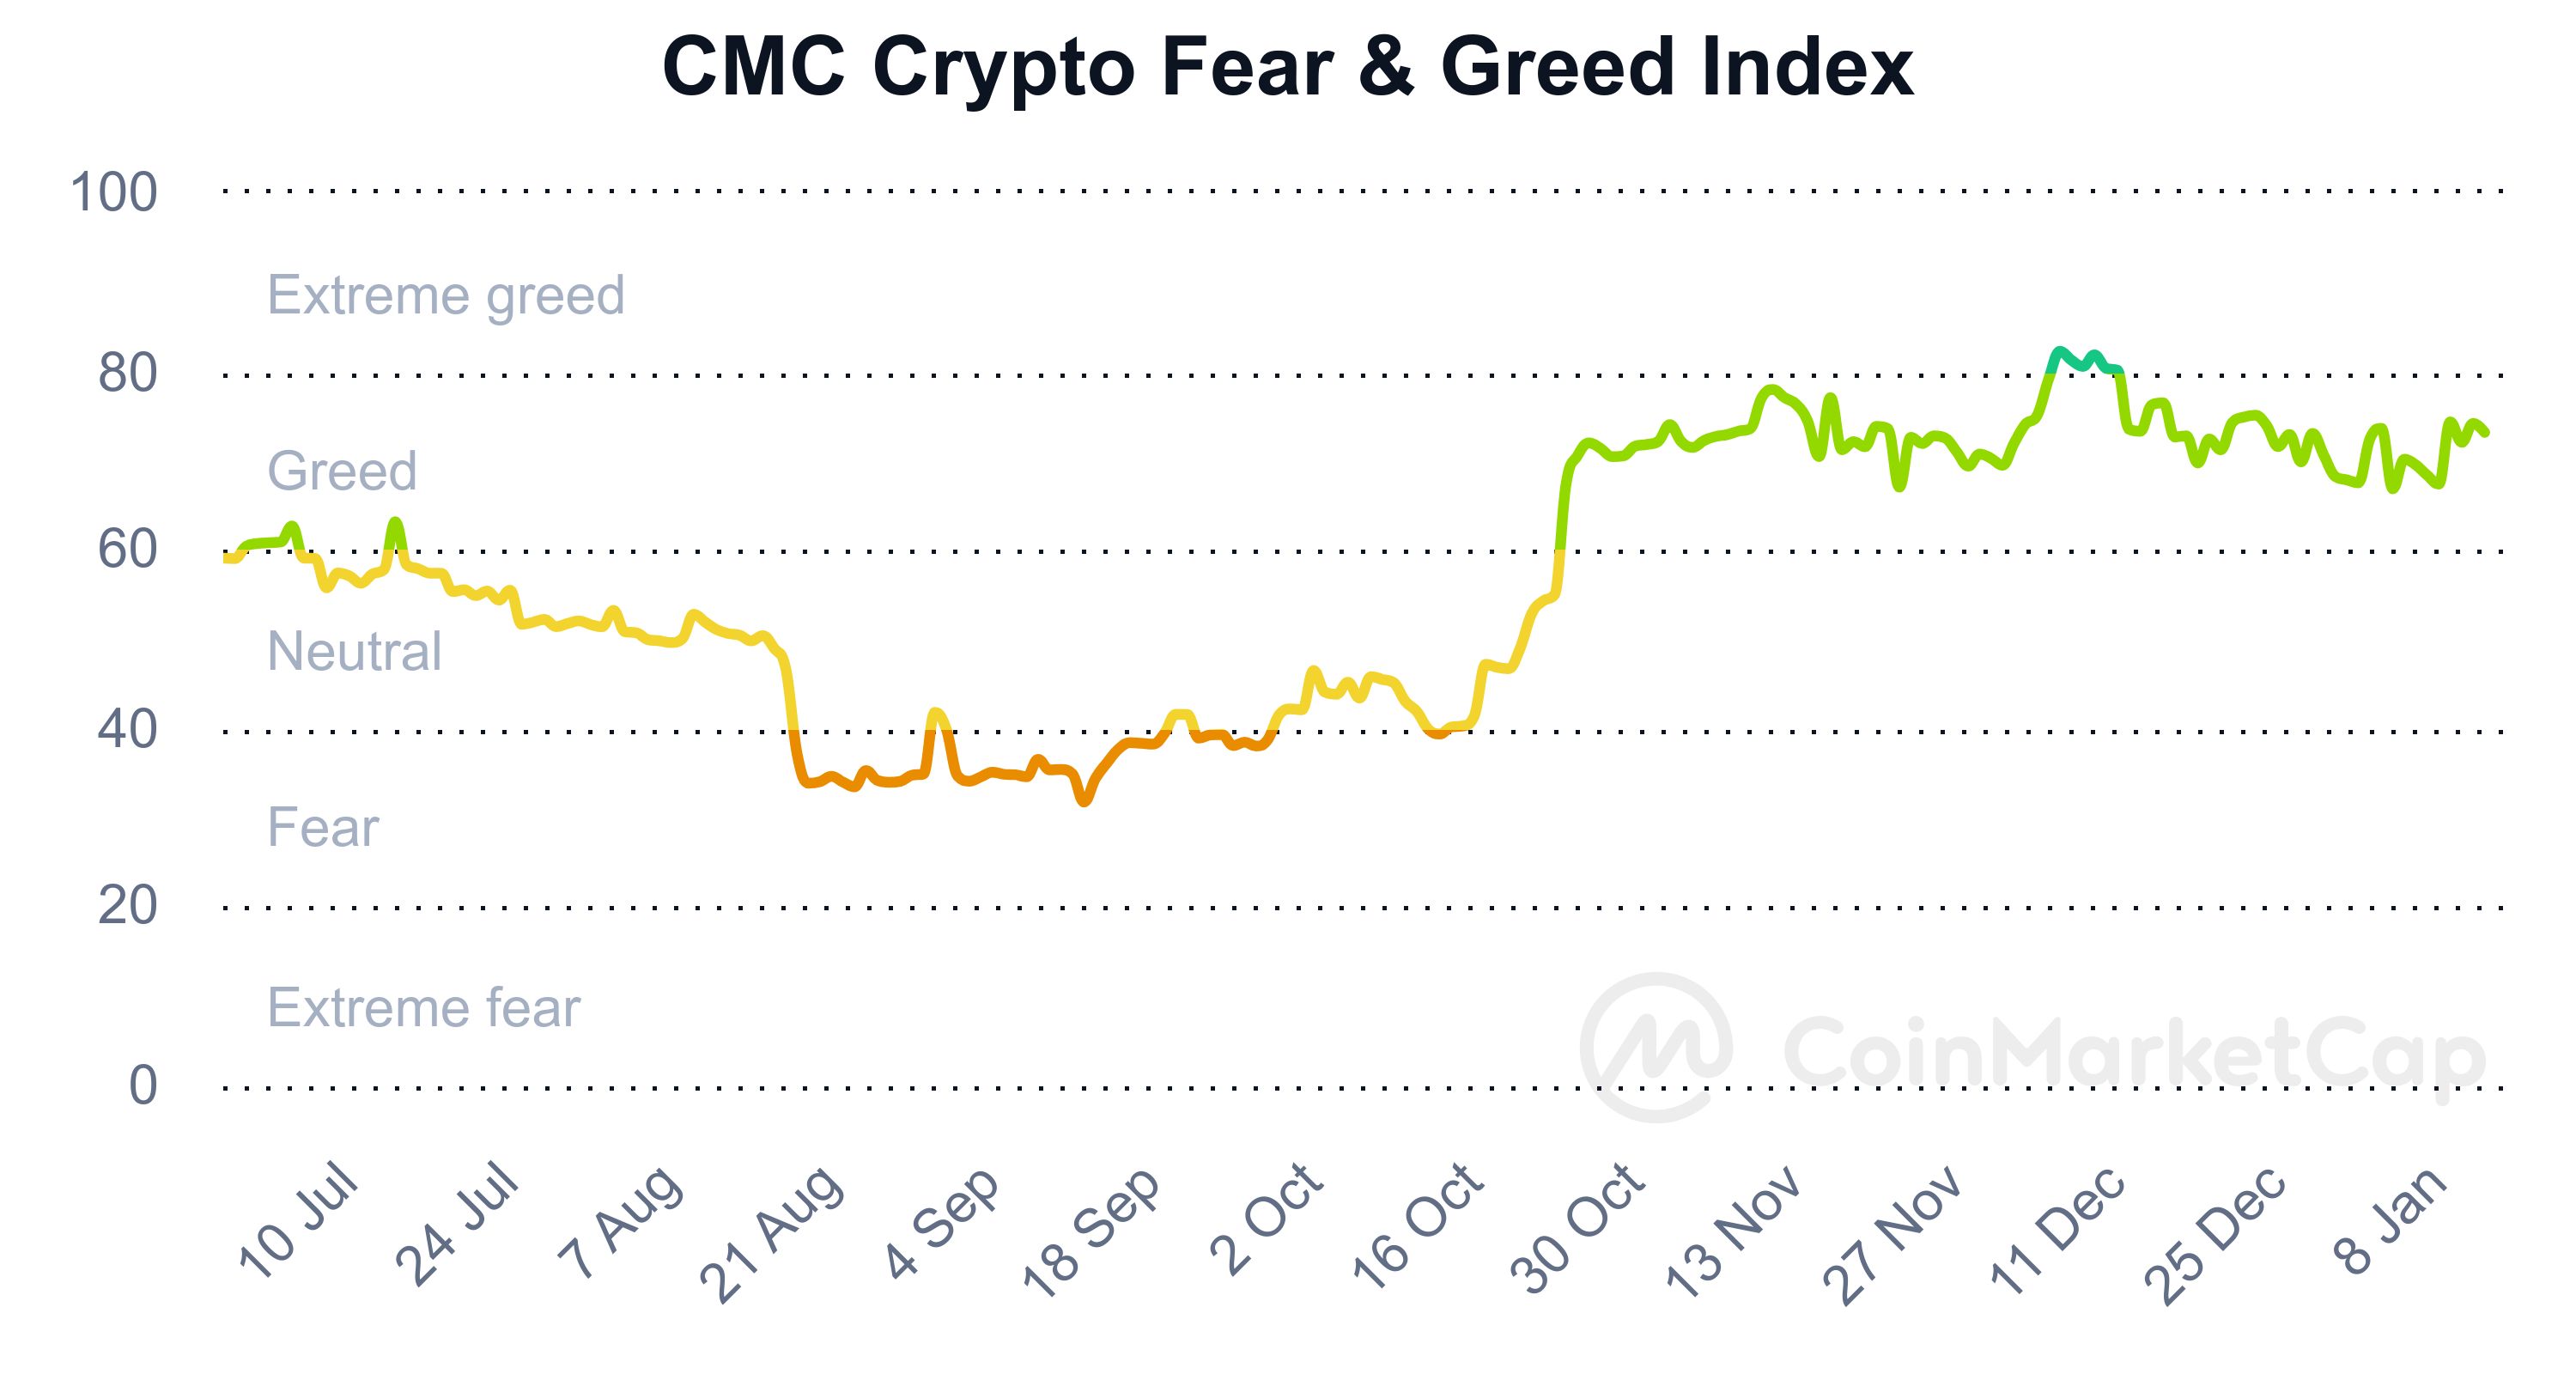 CMC Crypto Fear & Greed Index
100
Extreme greed
80
Greed
60
Neutral
40
Fear
20
Extreme fear
CoinMarketCap
0
10 Jul
24 Jul
7 Aug
21 Aug
4 Sep
18 Sep
2 Oct
16 Oct
30 Oct
13 Nov
27 Nov
11 Dec
25 Dec
8 Jan